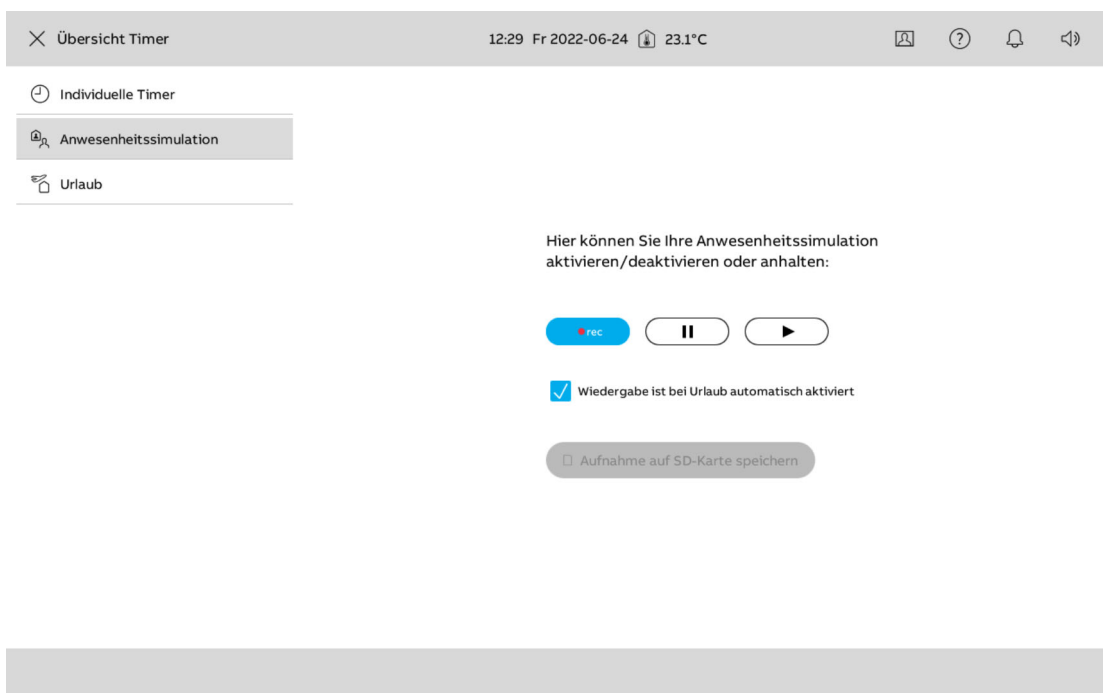 Übersicht Timer
12:29 Fr 2022-06-24 23.1°C
Individuelle Timer
Anwesenheitssimulation
Urlaub
Hier können Sie Ihre Anwesenheitssimulation
aktivieren/deaktivieren oder anhalten:
rec
Wiedergabe ist bei Urlaub automatisch aktiviert
Aufnahme auf SD-Karte speichern